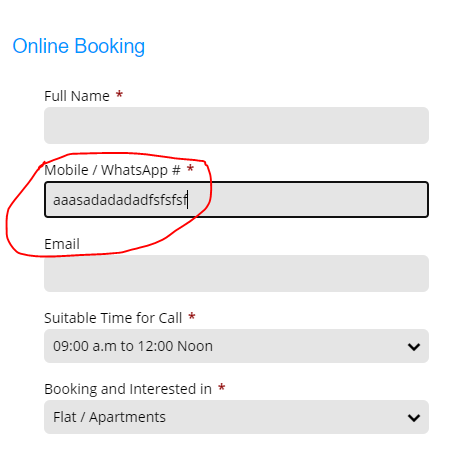 Online Booking
Full Name *
Mobile / WhatsApp # *
aaasadadadadfsfsfsf
Email
Suitable Time for Call *
09:00 a.m to 12:00 Noon
Booking and Interested in *
Flat / Apartments